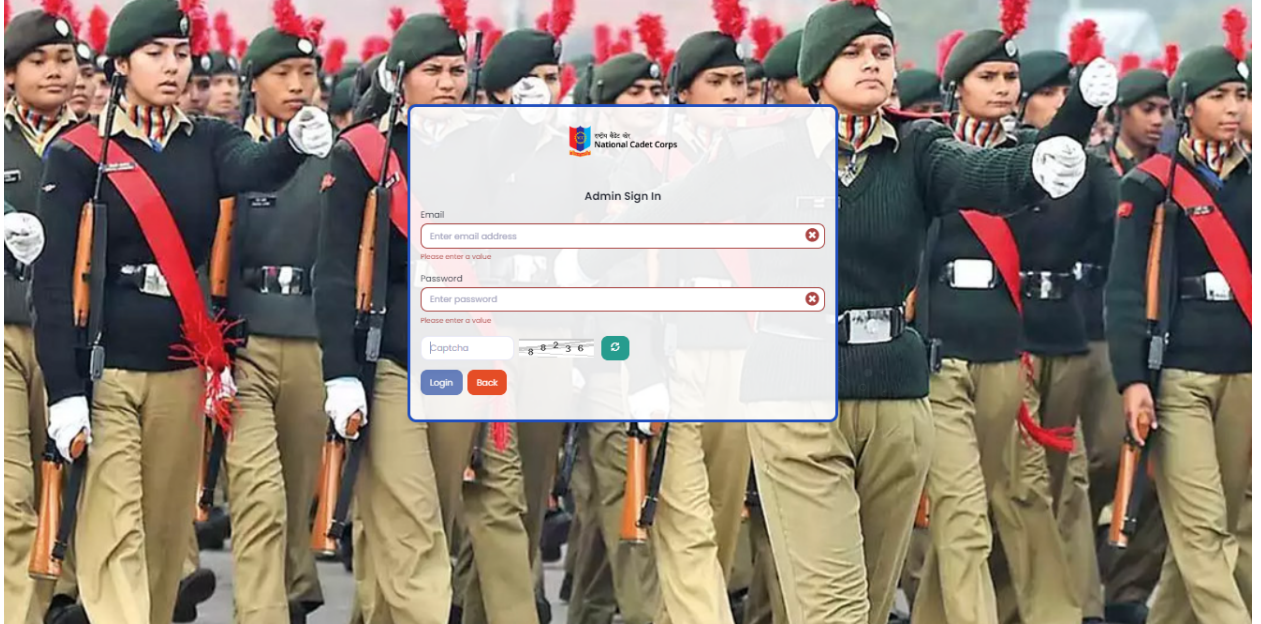 राष्ट्रीय कैडेट कोर
National Cadet Corps
Admin Sign In
Email
Enter email address
Please enter a value
Password
Enter password
Please enter a value
Captcha
8 8 2 3 6
Login Back